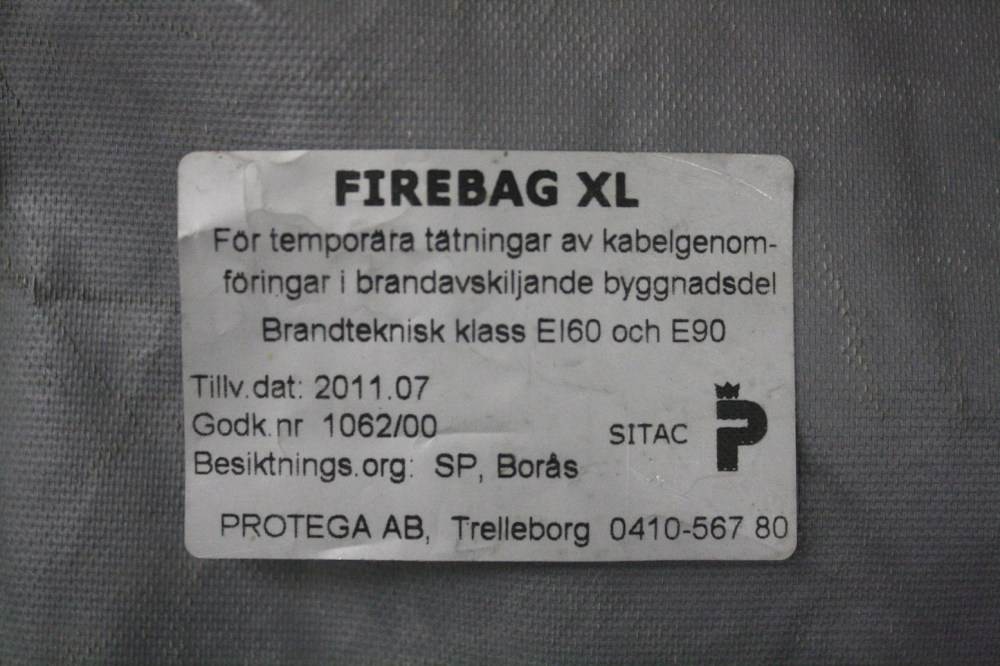 FIREBAG XL
För temporära tätningar av kabelgenom-
föringar i brandavskiljande byggnadsdel
Brandteknisk klass EI60 och E90
Tillv.dat: 2011.07
Godk.nr 1062/00
SITAC P
Besiktnings.org: SP, Borås
PROTEGA AB, Trelleborg 0410-567 80